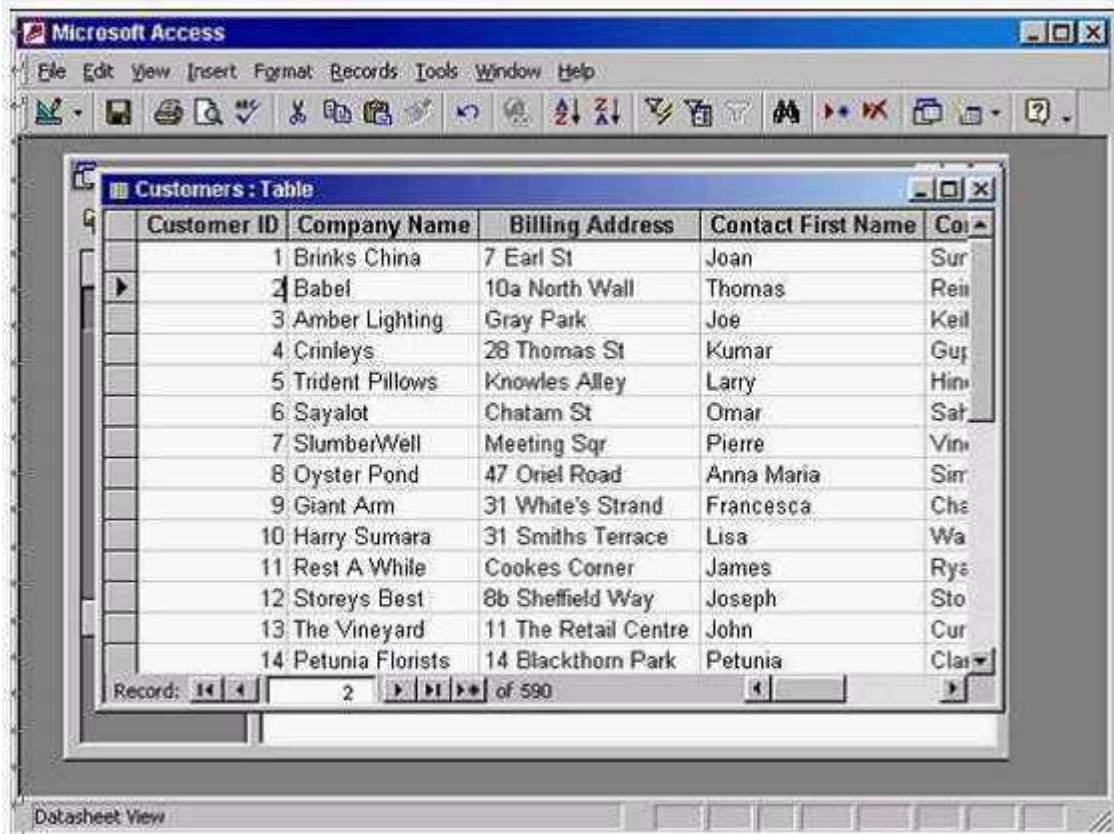 Microsoft Access
File Edit View Insert Format Records Tools Window Help
Customers : Table
Customer ID Company Name Billing Address Contact First Name
1 Brinks China 7 Earl St Joan
2 Babel 10a North Wall Thomas
3 Amber Lighting Gray Park Joe
4 Crinleys 28 Thomas St Kumar
5 Trident Pillows Knowles Alley Larry
6 Sayalot Chatam St Omar
7 SlumberWell Meeting Sqr Pierre
8 Oyster Pond 47 Oriel Road Anna Maria
9 Giant Arm 31 White's Strand Francesca
10 Harry Sumara 31 Smiths Terrace Lisa
11 Rest A While Cookes Corner James
12 Storeys Best 8b Sheffield Way Joseph
13 The Vineyard 11 The Retail Centre John
14 Petunia Florists 14 Blackthorn Park Petunia
Record: 2 of 590
Datasheet View